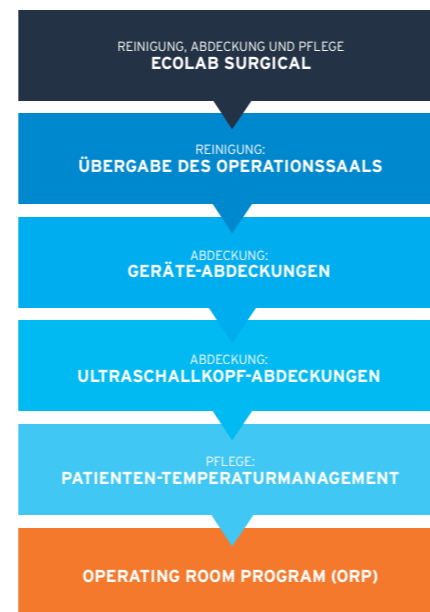 REINIGUNG, ABDECKUNG UND PFLEGE
ECOLAB SURGICAL
REINIGUNG:
ÜBERGABE DES OPERATIONSSAALS
ABDECKUNG:
GERÄTE-ABDECKUNGEN
ABDECKUNG:
ULTRASCHALLKOPF-ABDECKUNGEN
PFLEGE:
PATIENTEN-TEMPERATURMANAGEMENT
OPERATING ROOM PROGRAM (ORP)